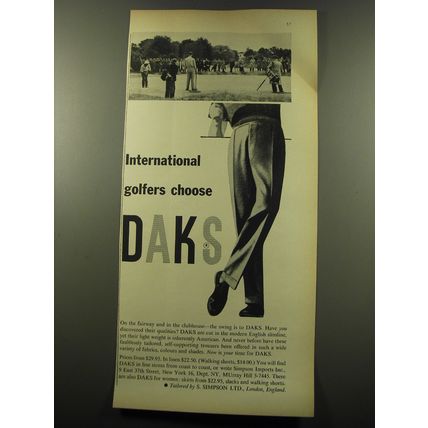 57
International
golfers choose
DAKS
On the fairway and in the clubhouse—the swing is to DAKS. Have you
discovered their qualities? DAKS are cut in the modern English slimline,
yet their light weight is inherently American. And never before have these
faultlessly tailored, self-supporting trousers been offered in such a wide
variety of fabrics, colours and shades. Now is your time for DAKS.
Prices from $29.95. In linen $22.50. (Walking shorts, $14.00.) You will find
DAKS in fine stores from coast to coast, or write Simpson Imports Inc.,
9 East 37th Street, New York 16, Dept. NY. MUrray Hill 3-7445. There
are also DAKS for women: skirts from $22.95, slacks and walking shorts.
Tailored by S. SIMPSON LTD., London, England.